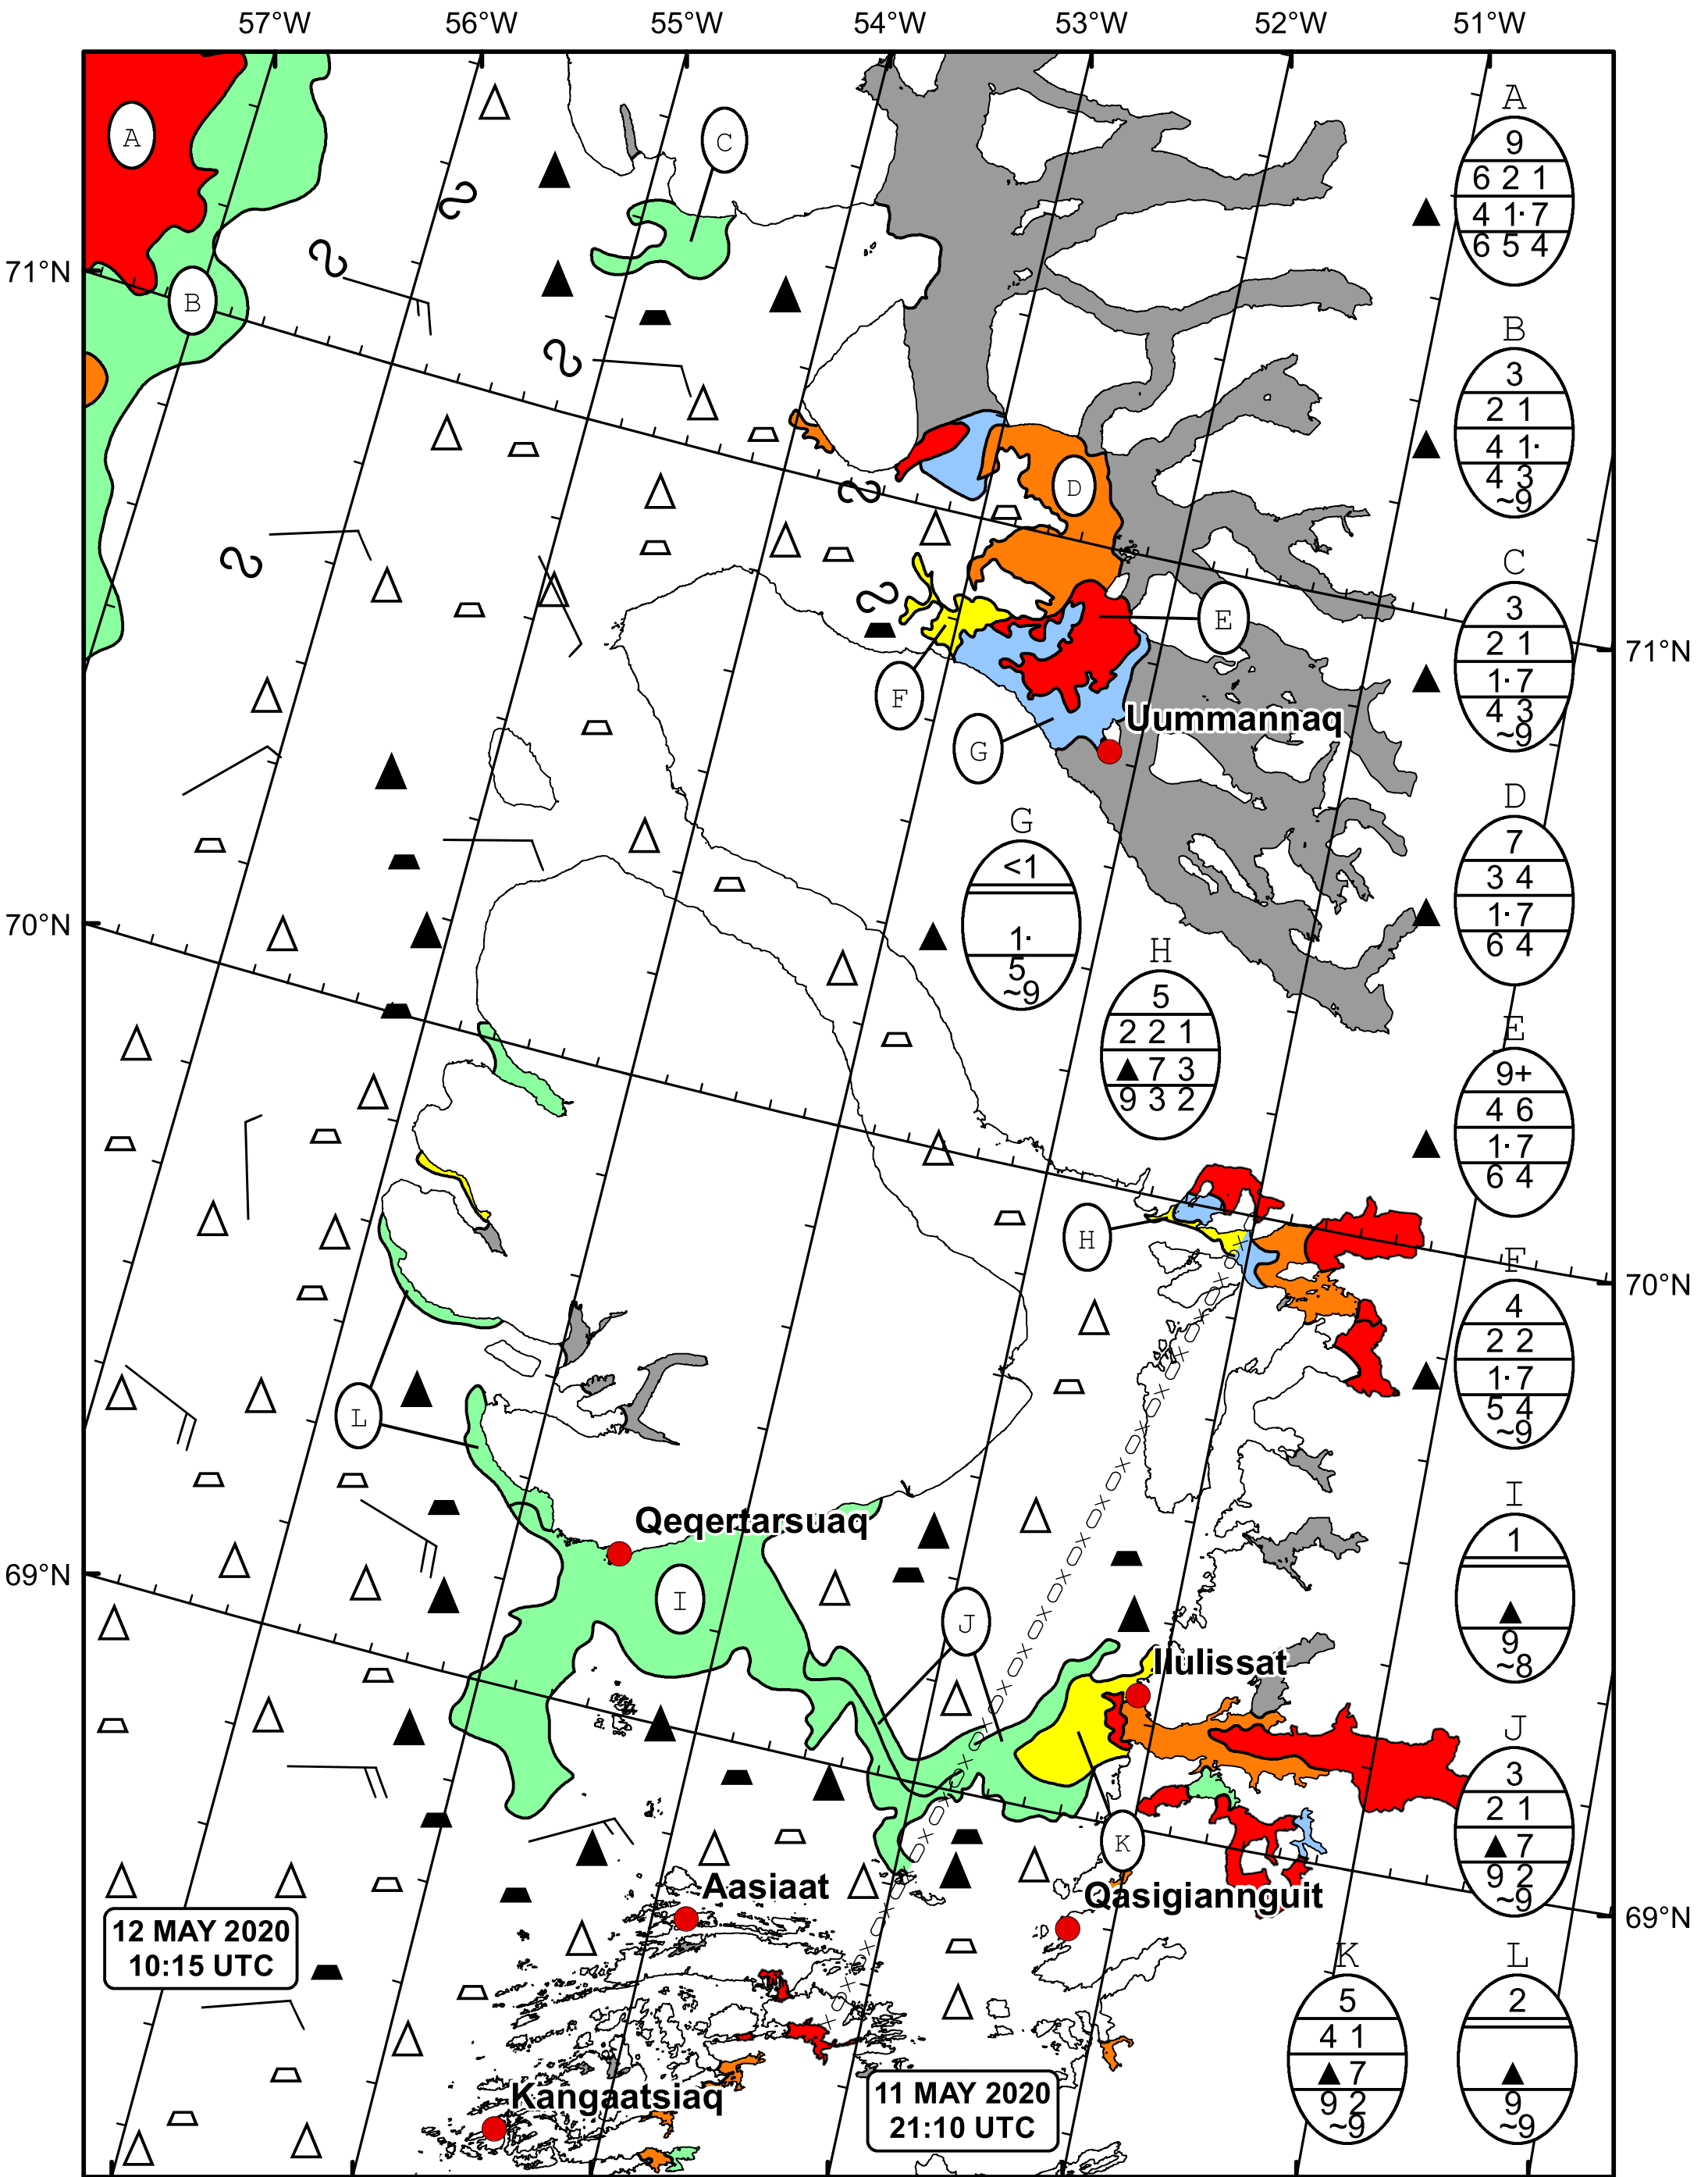 57°W 56°W 55°W 54°W 53°W 52°W 51°W
A
9
6 2 1
4 1· 7
6 5 4
A
C
71°N
B
B
3
2 1
4 1·
4 3
~9
D
C
3
2 1
1· 7
4 3
~9
E
71°N
F
G
Uummannaq
D
7
3 4
1· 7
6 4
G
<1
1·
5
~9
70°N
H
5
2 2 1
7 3
9 3 2
E
9+
4 6
1· 7
6 4
H
F
4
2 2
1· 7
5 4
~9
70°N
L
Qeqertarsuaq
I
1
9
~8
69°N
I
J
Ilulissat
J
3
2 1
7
9 2
~9
K
Aasiaat
Qasigiannguit
69°N
12 MAY 2020
10:15 UTC
K
5
4 1
7
9 2
~9
L
2
9
~9
Kangaatsiaq
11 MAY 2020
21:10 UTC